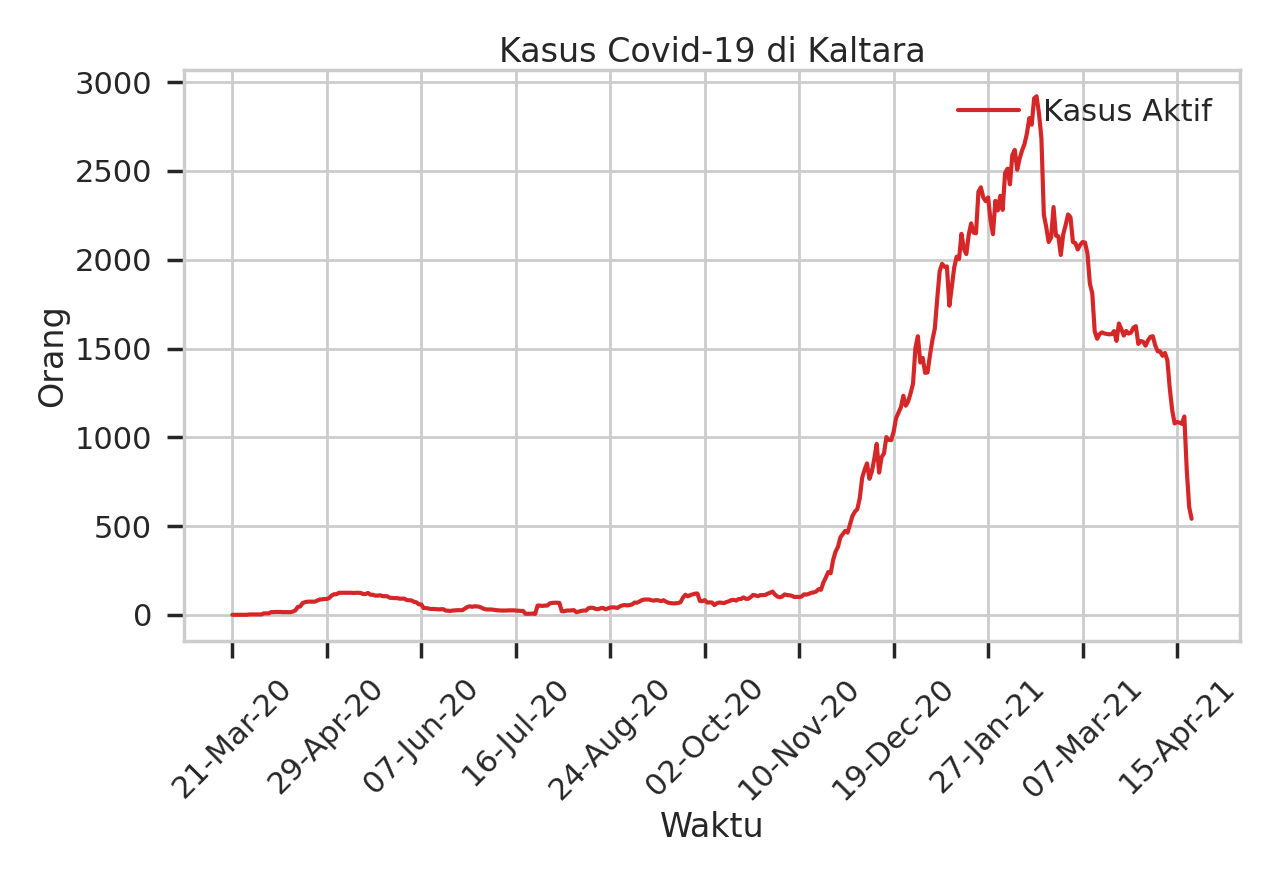 Kasus Covid-19 di Kaltara
Kasus Aktif
3000
2500
2000
1500
1000
500
0
Orang
21-Mar-20
29-Apr-20
07-Jun-20
16-Jul-20
24-Aug-20
02-Oct-20
10-Nov-20
19-Dec-20
27-Jan-21
07-Mar-21
15-Apr-21
Waktu